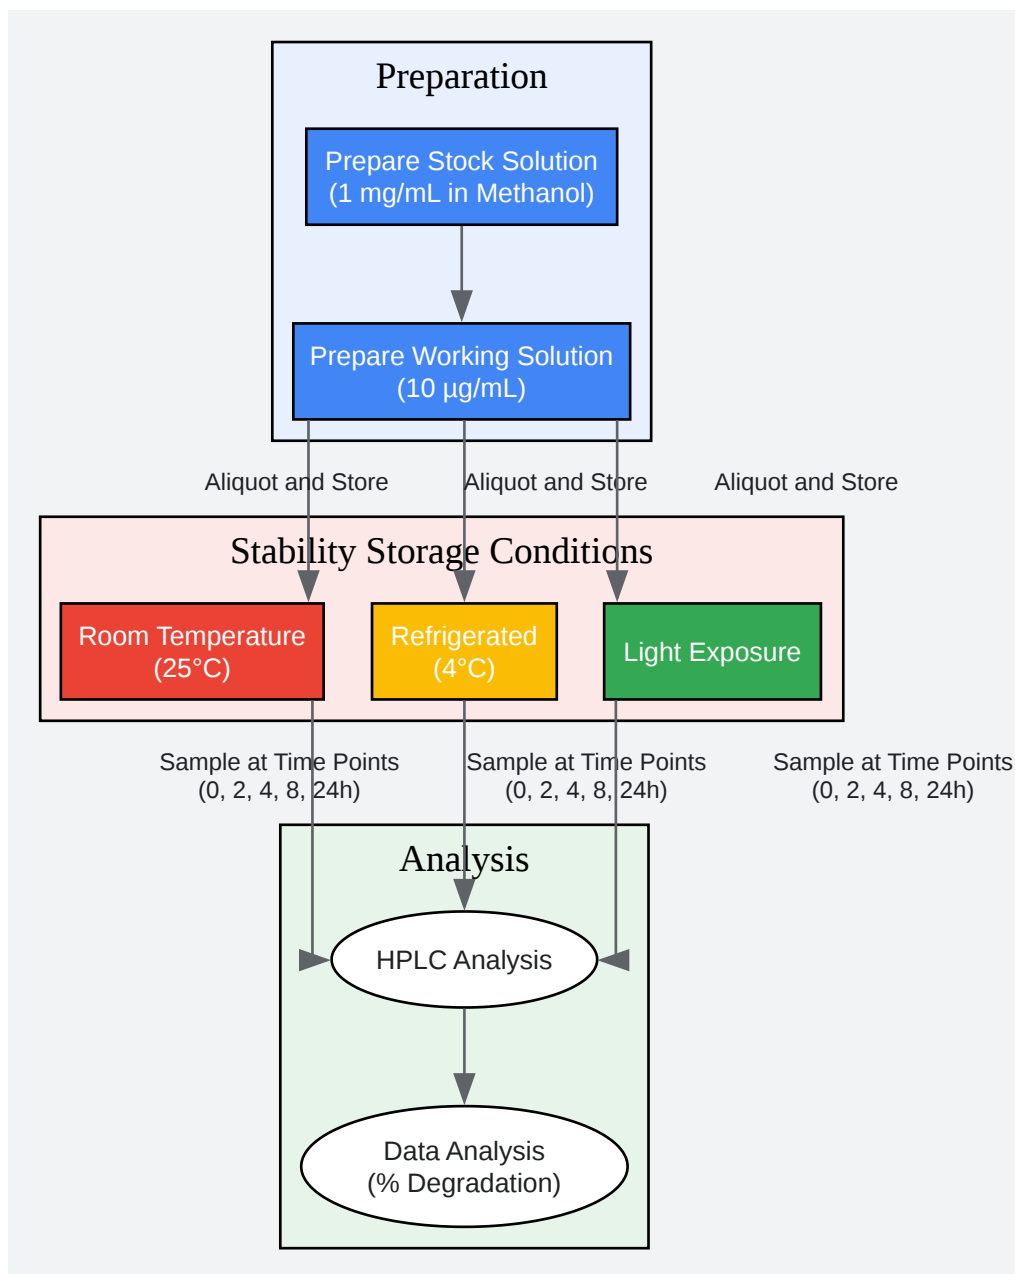 Preparation
Prepare Stock Solution
(1 mg/mL in Methanol)
Prepare Working Solution
(10 µg/mL)
Aliquot and Store
Aliquot and Store
Aliquot and Store
Stability Storage Conditions
Room Temperature
(25°C)
Refrigerated
(4°C)
Light Exposure
Sample at Time Points
(0, 2, 4, 8, 24h)
Sample at Time Points
(0, 2, 4, 8, 24h)
Sample at Time Points
(0, 2, 4, 8, 24h)
Analysis
HPLC Analysis
Data Analysis
(% Degradation)